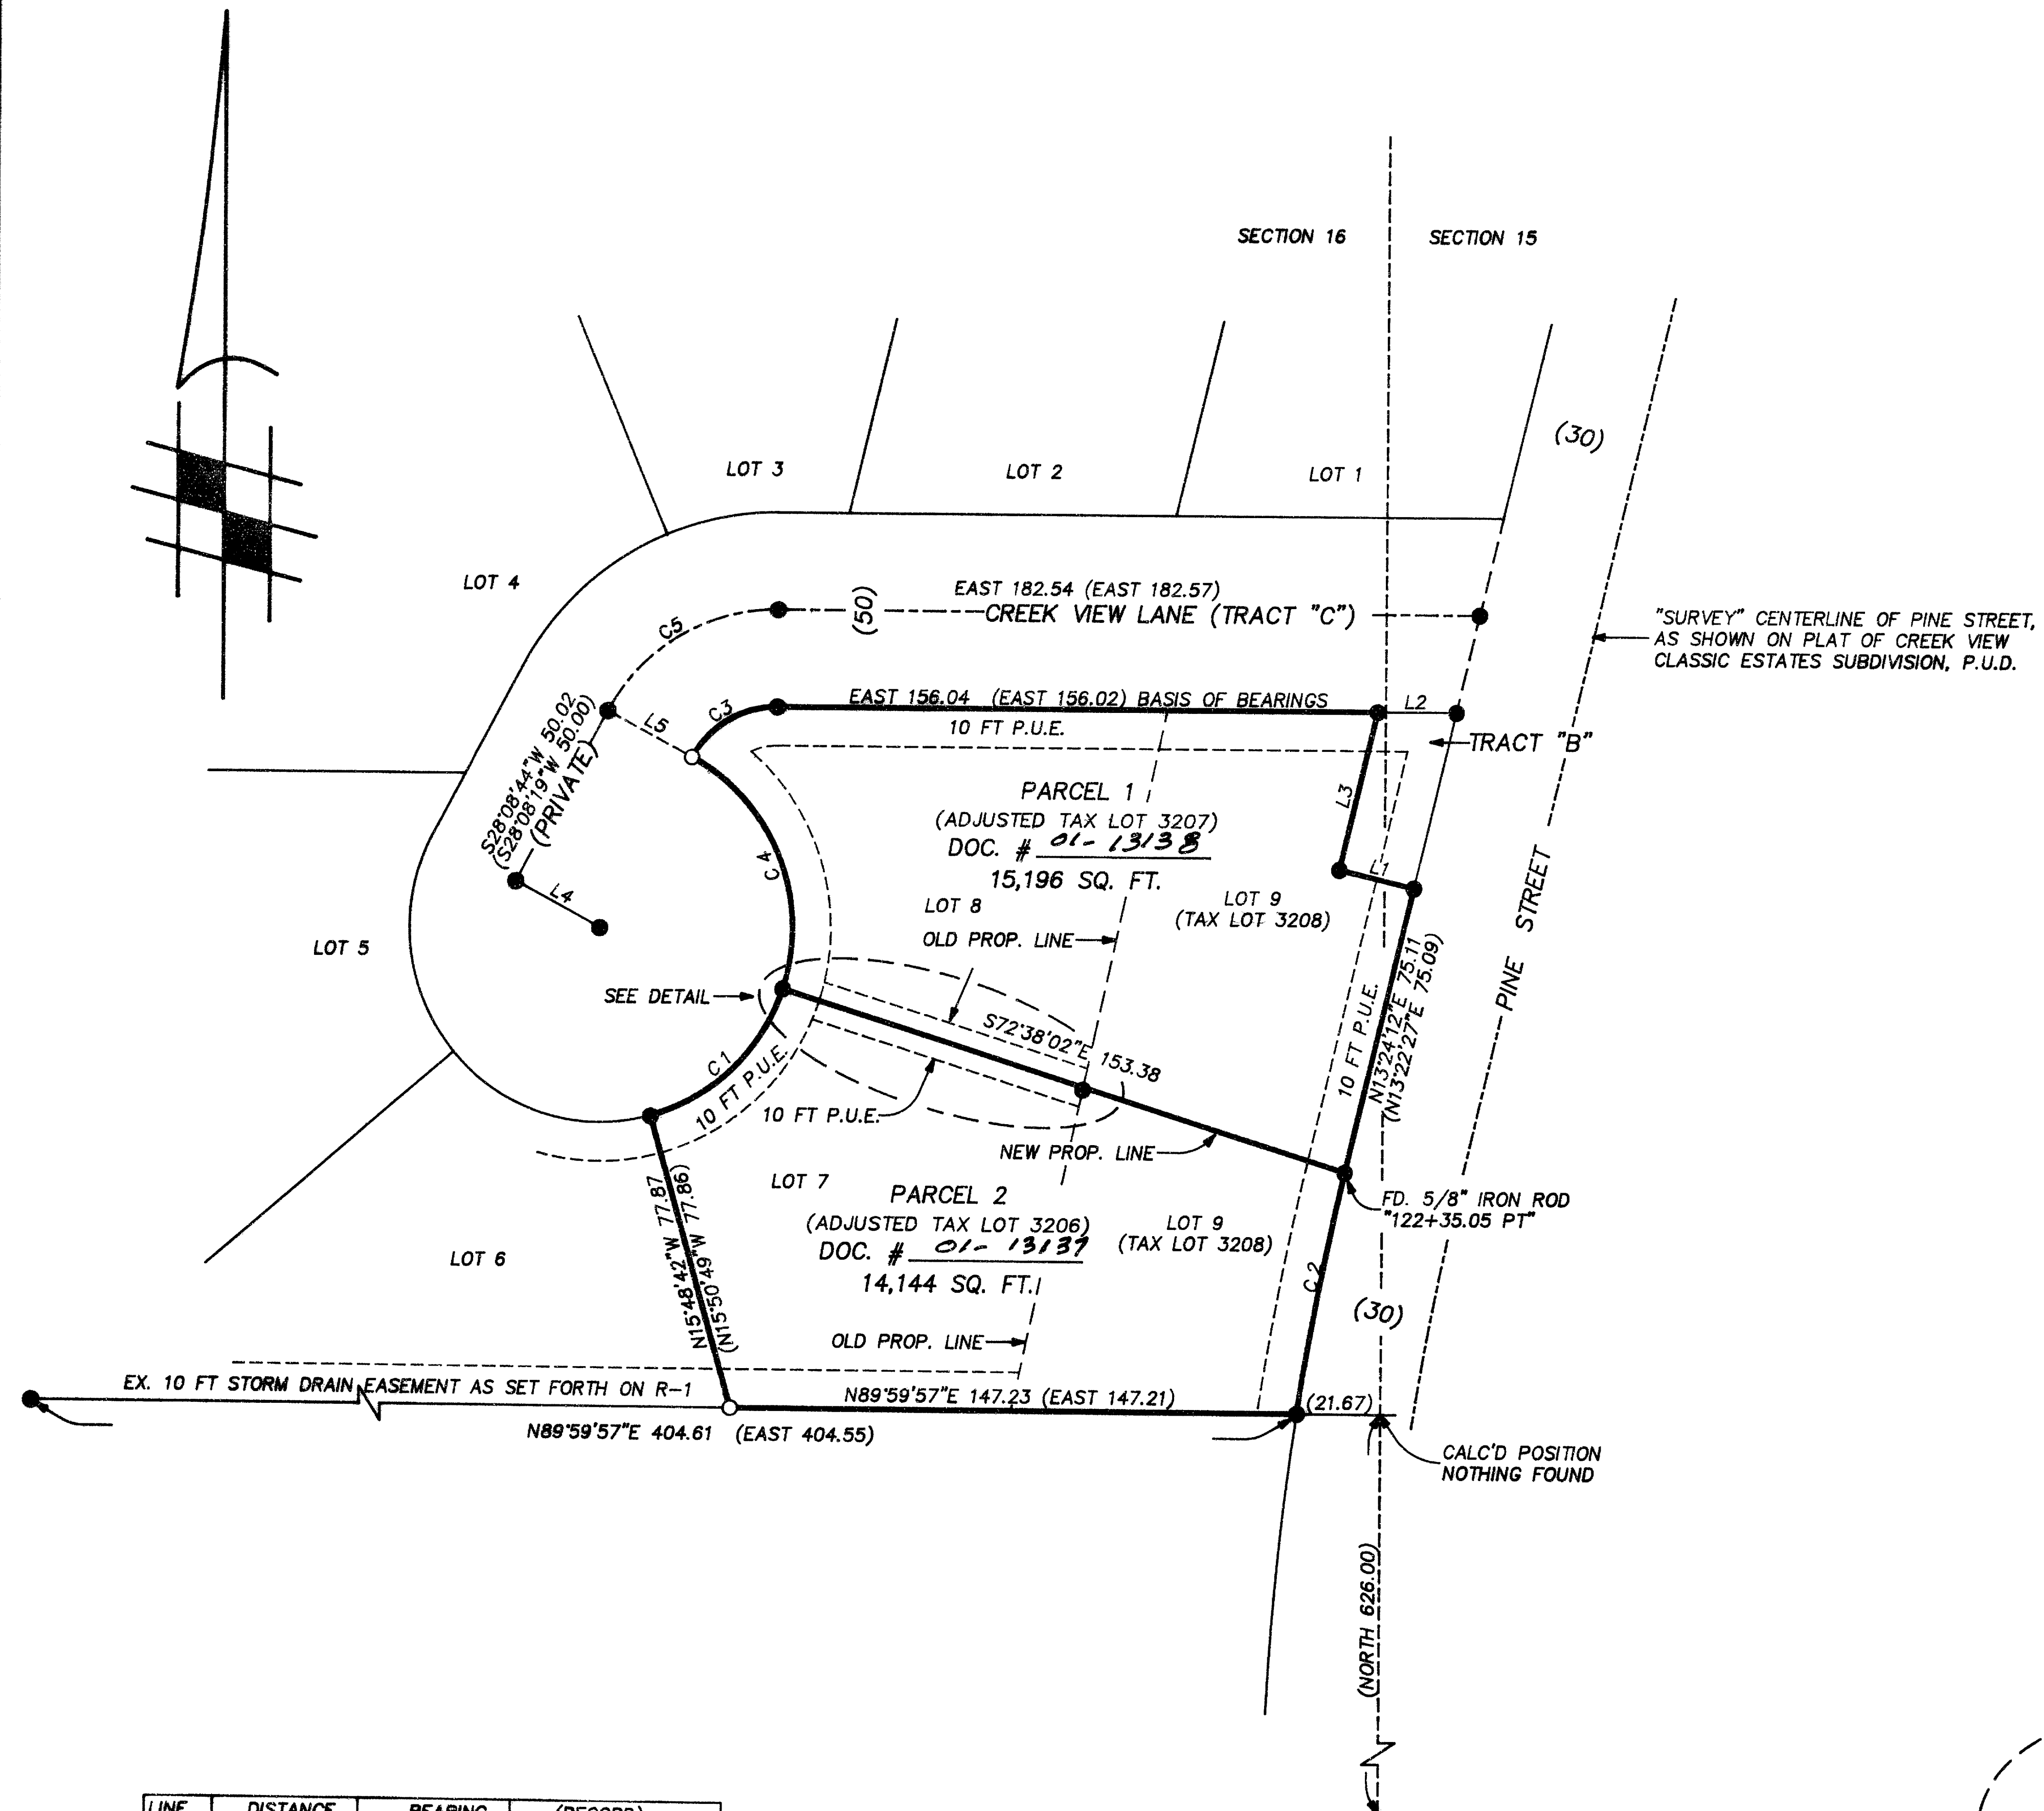 SECTION 16
SECTION 15
(30)
LOT 3
LOT 2
LOT 1
LOT 4
EAST 182.54 (EAST 182.57)
(50)
CREEK VIEW LANE (TRACT "C")
C5
"SURVEY" CENTERLINE OF PINE STREET,
AS SHOWN ON PLAT OF CREEK VIEW
CLASSIC ESTATES SUBDIVISION, P.U.D.
EAST 156.04 (EAST 156.02) BASIS OF BEARINGS
L2
C3
L5
10 FT P.U.E.
TRACT "B"
S28°08'44"W 50.02
(S28°08'19"W 50.00)
(PRIVATE)
L3
PARCEL 1
(ADJUSTED TAX LOT 3207)
DOC. # 01-13138
15,196 SQ. FT.
C4
L1
L4
LOT 8
LOT 9
(TAX LOT 3208)
OLD PROP. LINE
LOT 5
SEE DETAIL
PINE STREET
10 FT P.U.E.
N13°24'12"E 75.11
(N13°22'27"E 75.09)
S72°38'02"E 153.38
C1
10 FT P.U.E.
10 FT P.U.E.
NEW PROP. LINE
LOT 7
PARCEL 2
(ADJUSTED TAX LOT 3206)
DOC. # 01-13137
14,144 SQ. FT.
LOT 9
(TAX LOT 3208)
FD. 5/8" IRON ROD
"122+35.05 PT"
N15°48'42"W 77.87
(N15°50'49"W 77.86)
LOT 6
C2
(30)
OLD PROP. LINE
EX. 10 FT STORM DRAIN EASEMENT AS SET FORTH ON R-1
N89°59'57"E 147.23 (EAST 147.21)
(21.67)
N89°59'57"E 404.61 (EAST 404.55)
CALC'D POSITION
NOTHING FOUND
(NORTH 626.00)
LINE DISTANCE BEARING (RECORD)